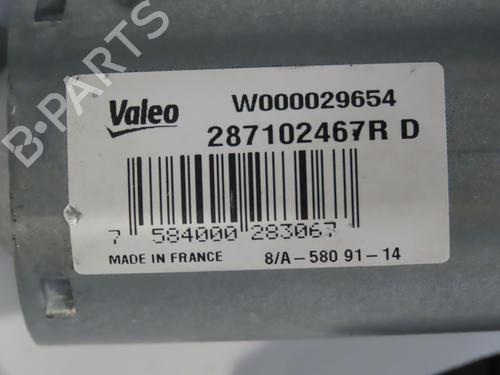 B-PARTS
Valeo
W000029654
287102467R D
7 584000 283067
MADE IN FRANCE
8/A-580 91-14